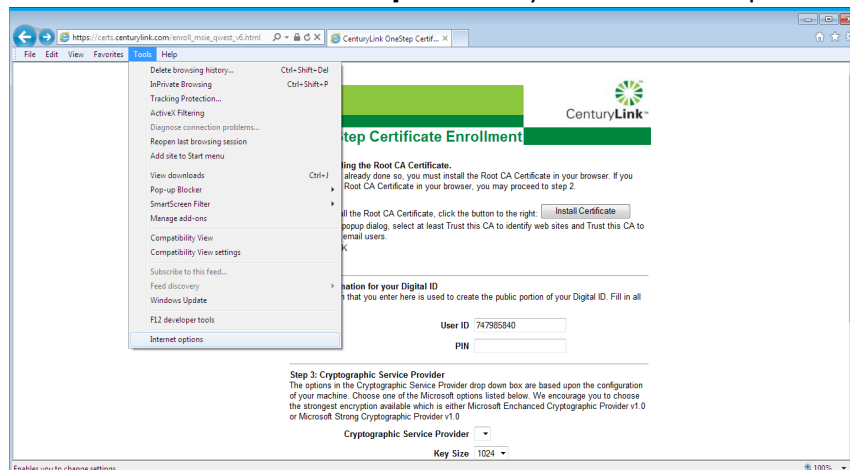 https://certs.centurylink.com/enroll_msie_qwest_v6.html
CenturyLink OneStep Certif...
File Edit View Favorites Tools Help
Delete browsing history... Ctrl+Shift+Del
InPrivate Browsing Ctrl+Shift+P
Tracking Protection...
ActiveX Filtering
Diagnose connection problems...
Reopen last browsing session
Add site to Start menu
View downloads Ctrl+J
Pop-up Blocker
SmartScreen Filter
Manage add-ons
Compatibility View
Compatibility View settings
Subscribe to this feed...
Feed discovery
Windows Update
F12 developer tools
Internet options
CenturyLink™
Step Certificate Enrollment
ling the Root CA Certificate.
already done so, you must install the Root CA Certificate in your browser. If you
Root CA Certificate in your browser, you may proceed to step 2.
all the Root CA Certificate, click the button to the right: Install Certificate
popup dialog, select at least Trust this CA to identify web sites and Trust this CA to
email users.
K
mation for your Digital ID
n that you enter here is used to create the public portion of your Digital ID. Fill in all
User ID 747985840
PIN
Step 3: Cryptographic Service Provider
The options in the Cryptographic Service Provider drop down box are based upon the configuration
of your machine. Choose one of the Microsoft options listed below. We encourage you to choose
the strongest encryption available which is either Microsoft Enchanced Cryptographic Provider v1.0
or Microsoft Strong Cryptographic Provider v1.0
Cryptographic Service Provider
Key Size 1024
Enables you to change settings.
100%